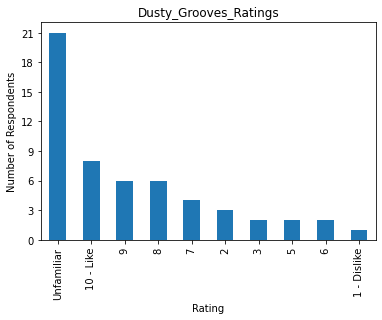 Dusty_Grooves_Ratings
Number of Respondents
21
18
15
12
9
6
3
0
Unfamiliar
10 - Like
9
8
7
2
3
5
6
1 - Dislike
Rating